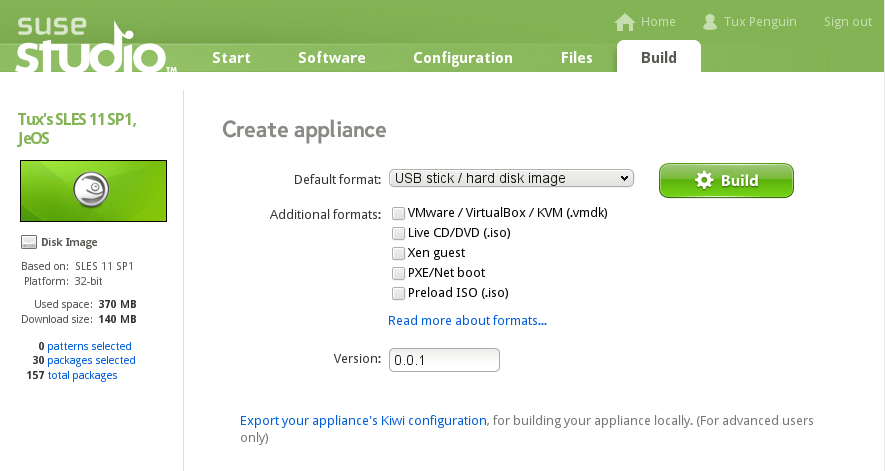 suse
studio™
Home
Tux Penguin
Sign out
Start
Software
Configuration
Files
Build
Tux's SLES 11 SP1,
JeOS
Disk Image
Based on: SLES 11 SP1
Platform: 32-bit
Used space: 370 MB
Download size: 140 MB
0 patterns selected
30 packages selected
157 total packages
Create appliance
Default format: USB stick / hard disk image
Build
Additional formats:
VMware / VirtualBox / KVM (.vmdk)
Live CD/DVD (.iso)
Xen guest
PXE/Net boot
Preload ISO (.iso)
Read more about formats...
Version: 0.0.1
Export your appliance's Kiwi configuration, for building your appliance locally. (For advanced users
only)